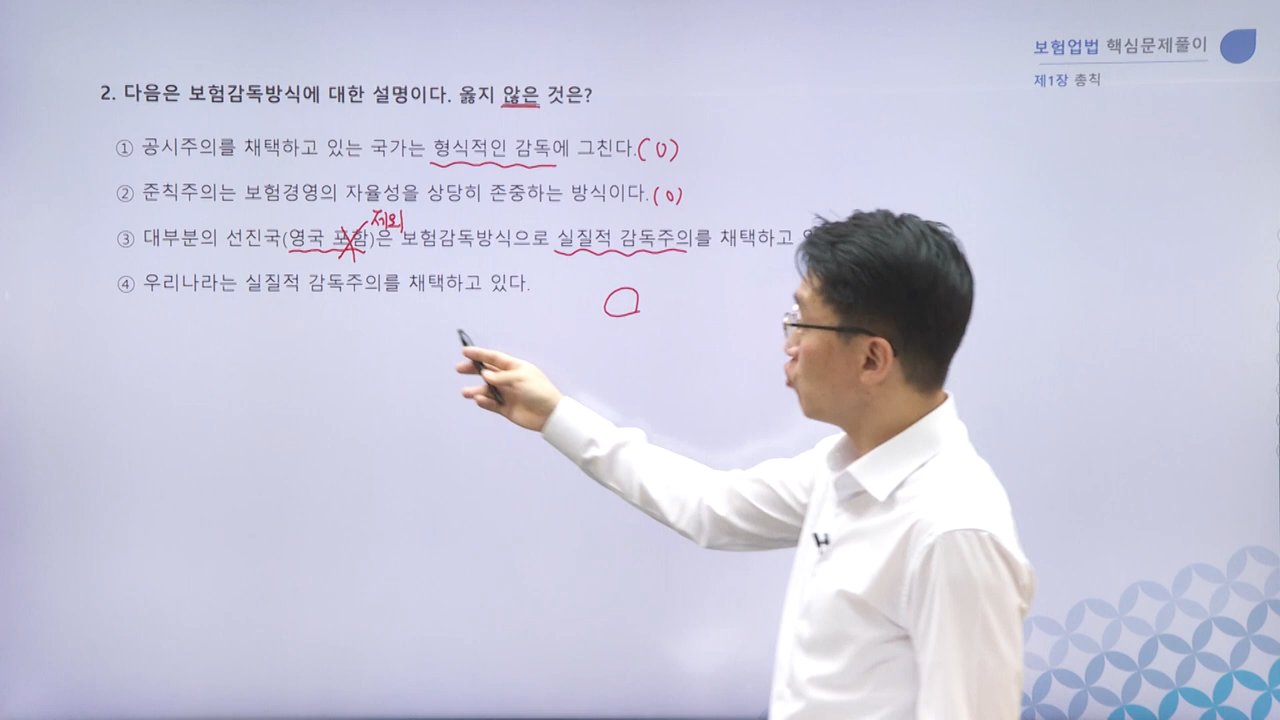 보험업법 핵심문제풀이
제1장 총칙
2. 다음은 보험감독방식에 대한 설명이다. 옳지 않은 것은?
① 공시주의를 채택하고 있는 국가는 형식적인 감독에 그친다.(O)
② 준칙주의는 보험경영의 자율성을 상당히 존중하는 방식이다.(O)
제외
③ 대부분의 선진국(영국 포함)은 보험감독방식으로 실질적 감독주의를 채택하고
④ 우리나라는 실질적 감독주의를 채택하고 있다.